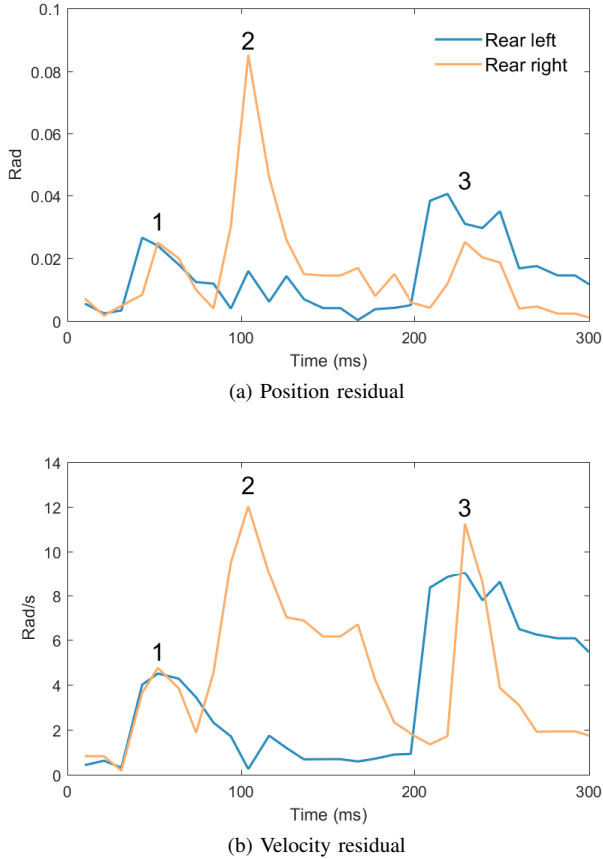 0.1
2
Rear left
Rear right
0.08
0.06
Rad
3
0.04
1
0.02
0
0 100 200 300
Time (ms)
(a) Position residual
14
2
3
12
10
8
Rad/s
6
1
4
2
0
0 100 200 300
Time (ms)
(b) Velocity residual